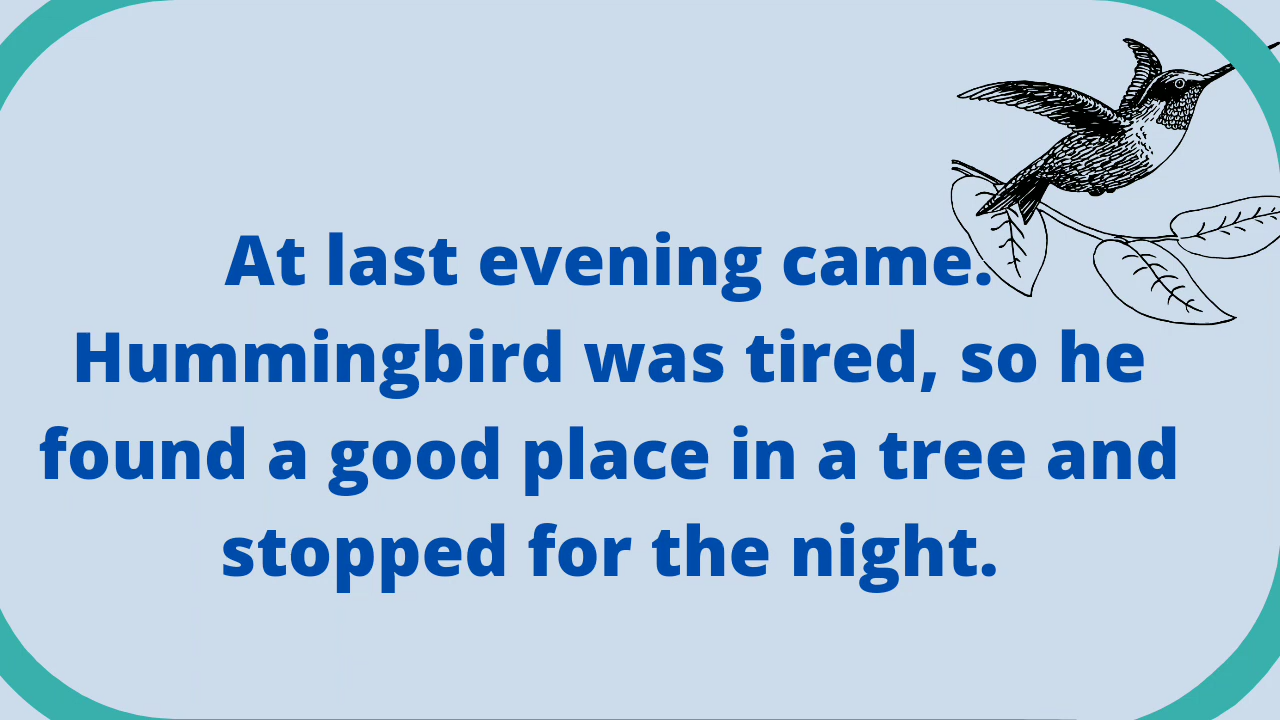 At last evening came.
Hummingbird was tired, so he
found a good place in a tree and
stopped for the night.